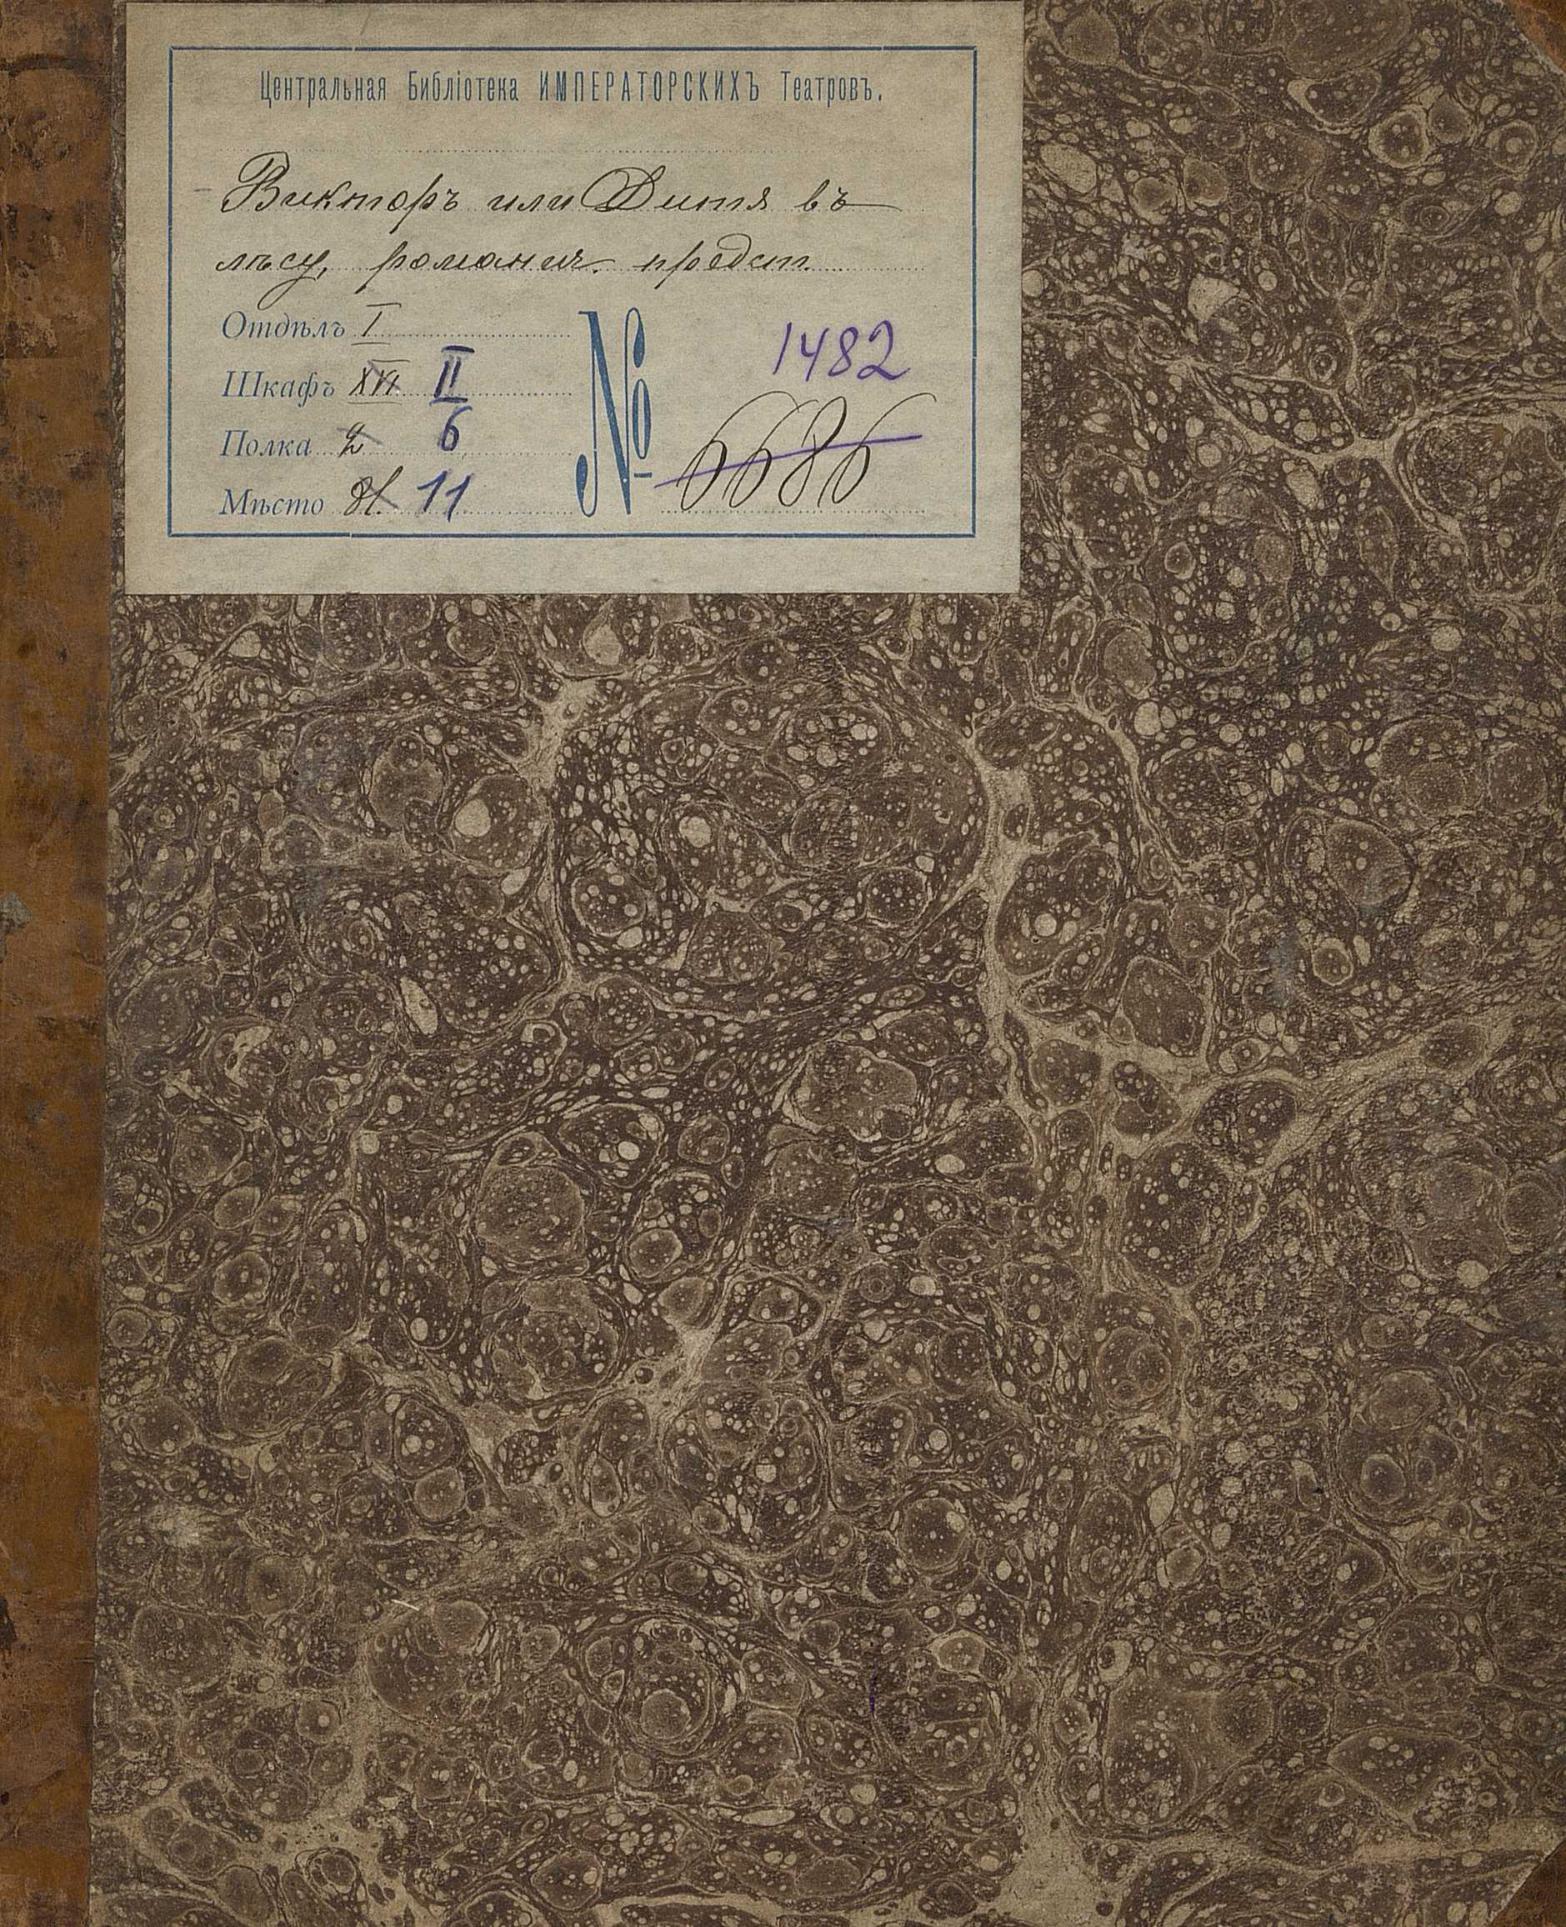 Центральная Библіотека ИМПЕРАТОРСКИХЪ Театровъ.
Викторъ или Дитя въ
лѣсу, романич. предст.
Отдѣлъ I
Шкафъ XVI II
Полка 2 6
Мѣсто 11
№ 1482
6686